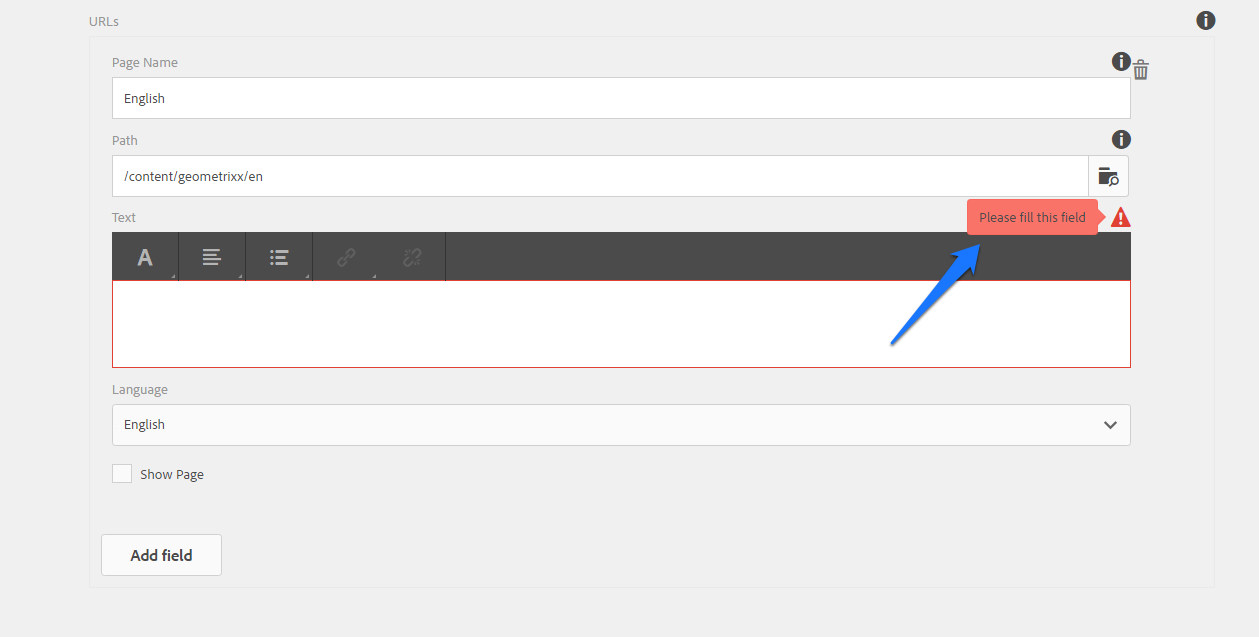 URLs
Page Name
English
Path
/content/geometrixx/en
Text
Please fill this field
A
Language
English
Show Page
Add field